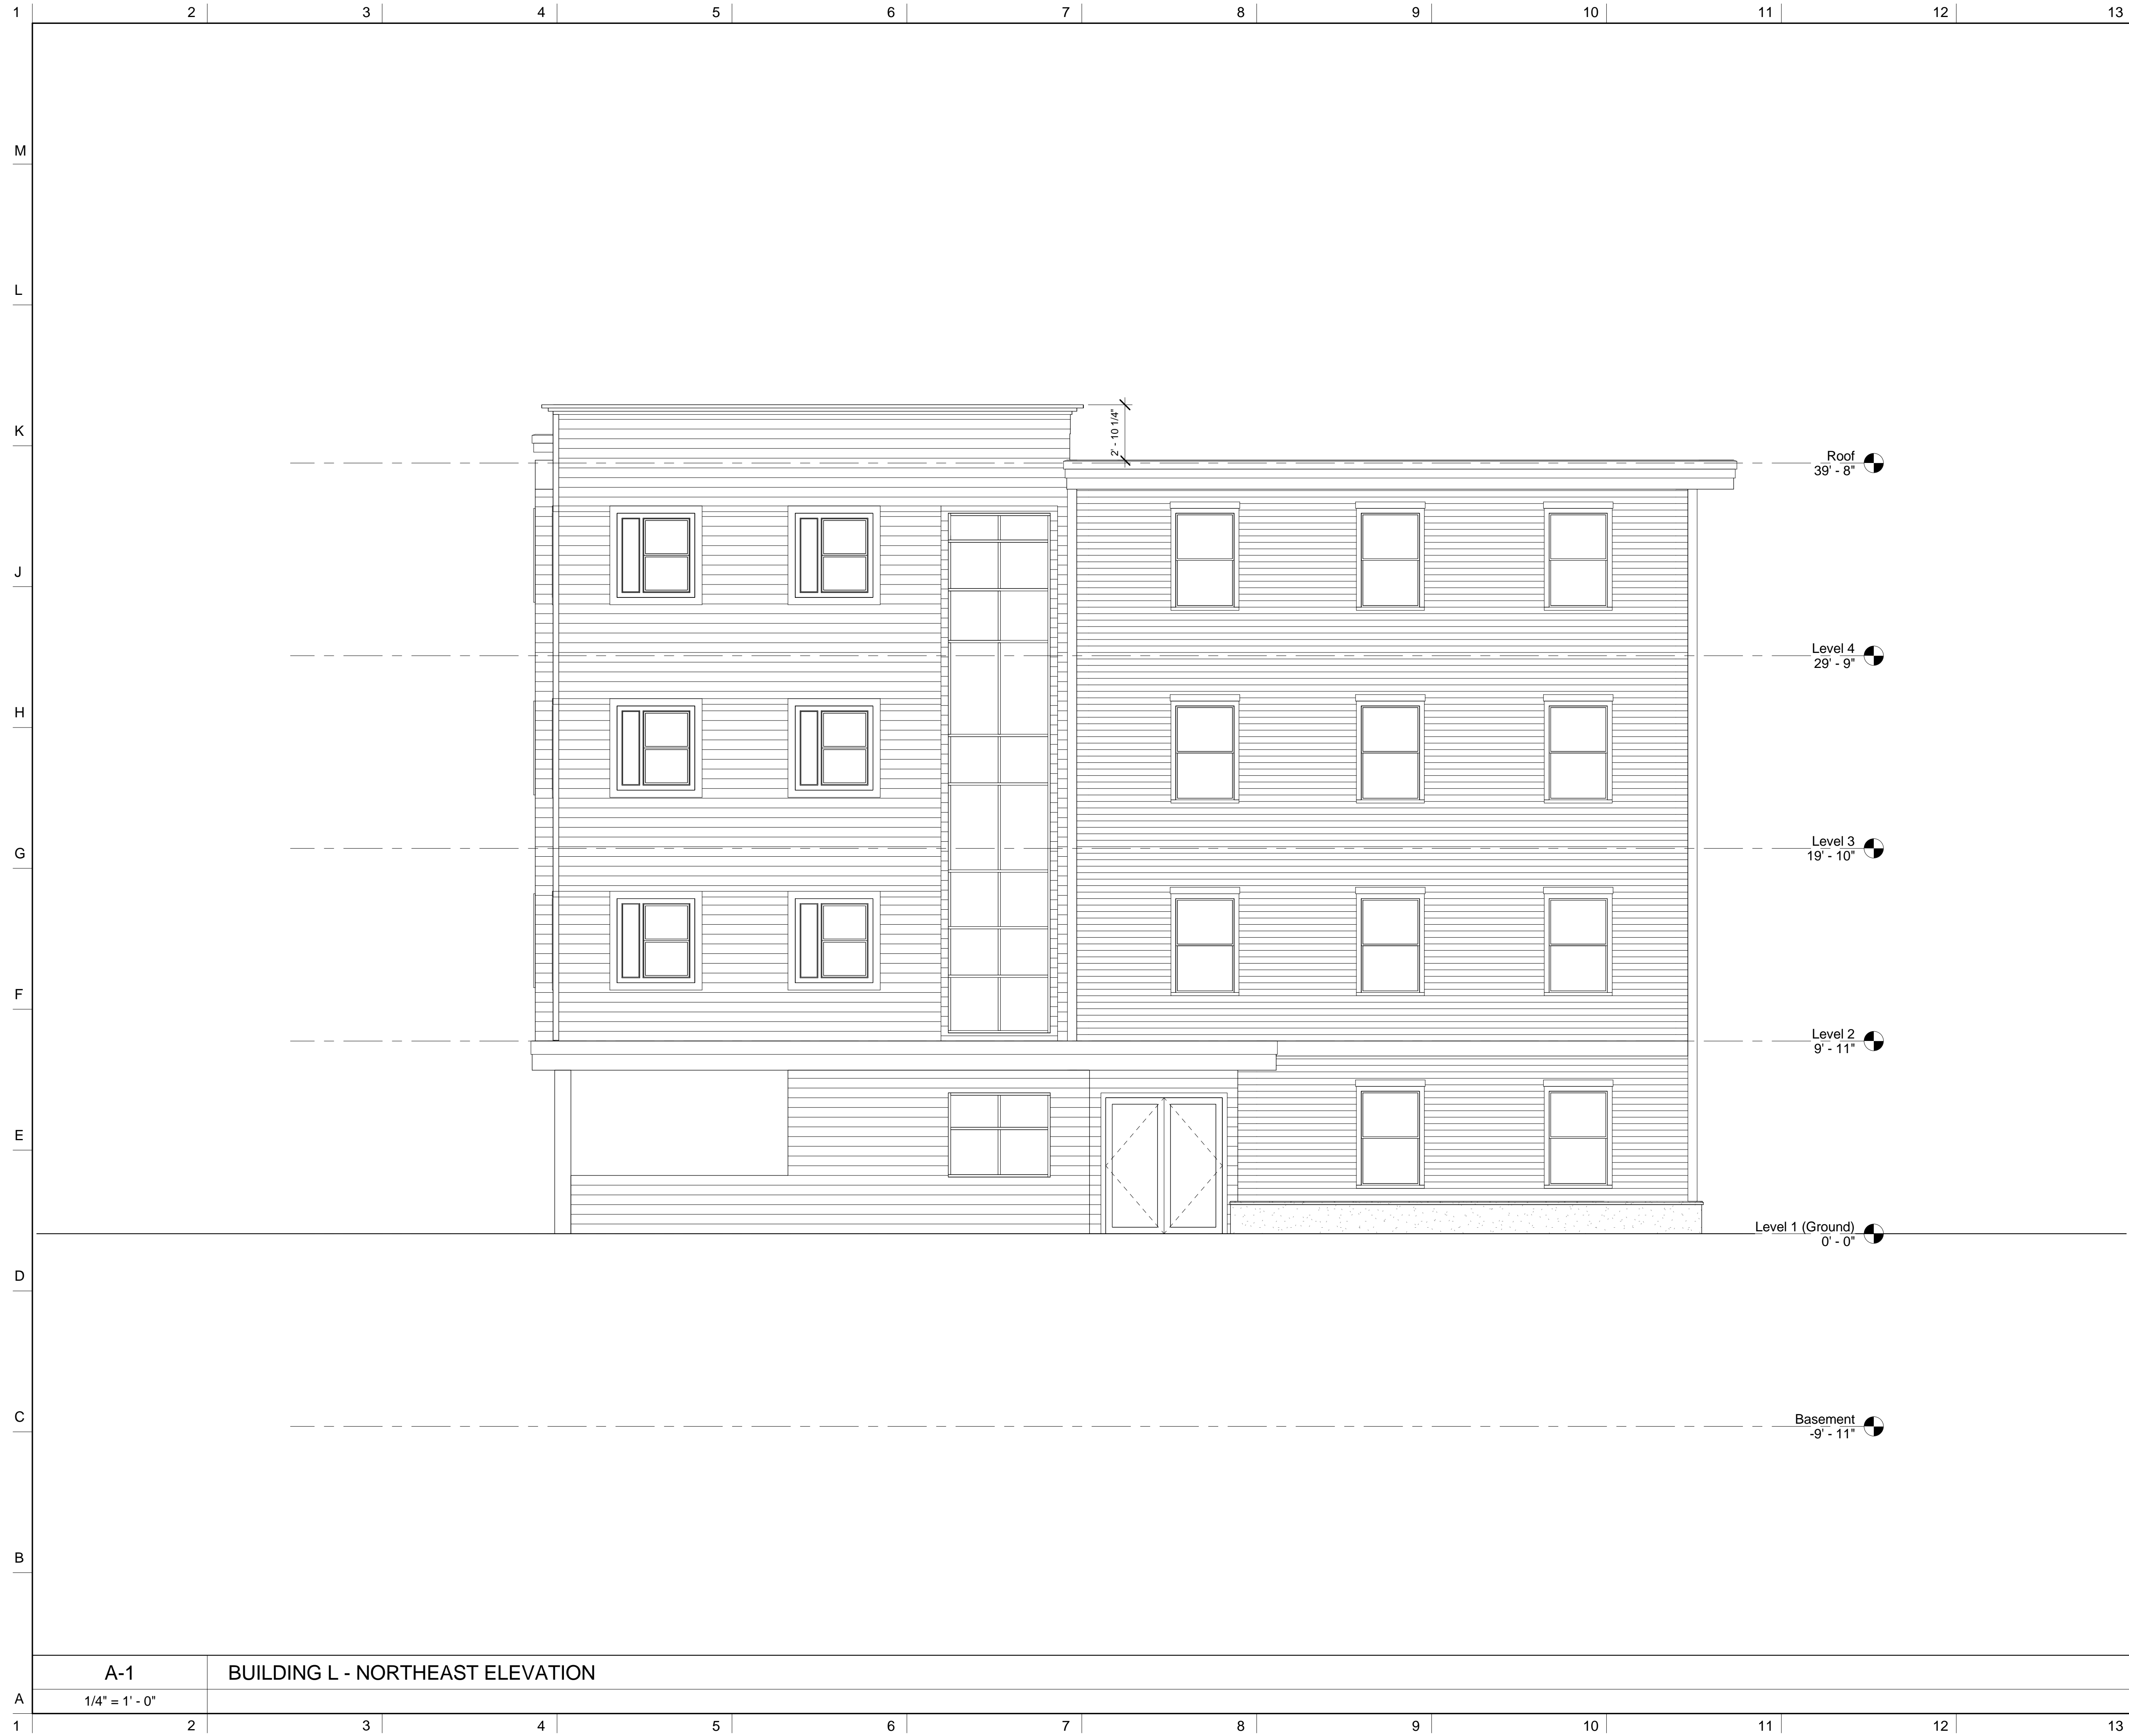 1 2 3 4 5 6 7 8 9 10 11 12 13
M
L
K
2' - 10 1/4"
Roof
39' - 8"
J
Level 4
29' - 9"
H
Level 3
19' - 10"
G
F
Level 2
9' - 11"
E
Level 1 (Ground)
0' - 0"
D
C
Basement
-9' - 11"
B
A-1 BUILDING L - NORTHEAST ELEVATION
A
1/4" = 1' - 0"
1 2 3 4 5 6 7 8 9 10 11 12 13